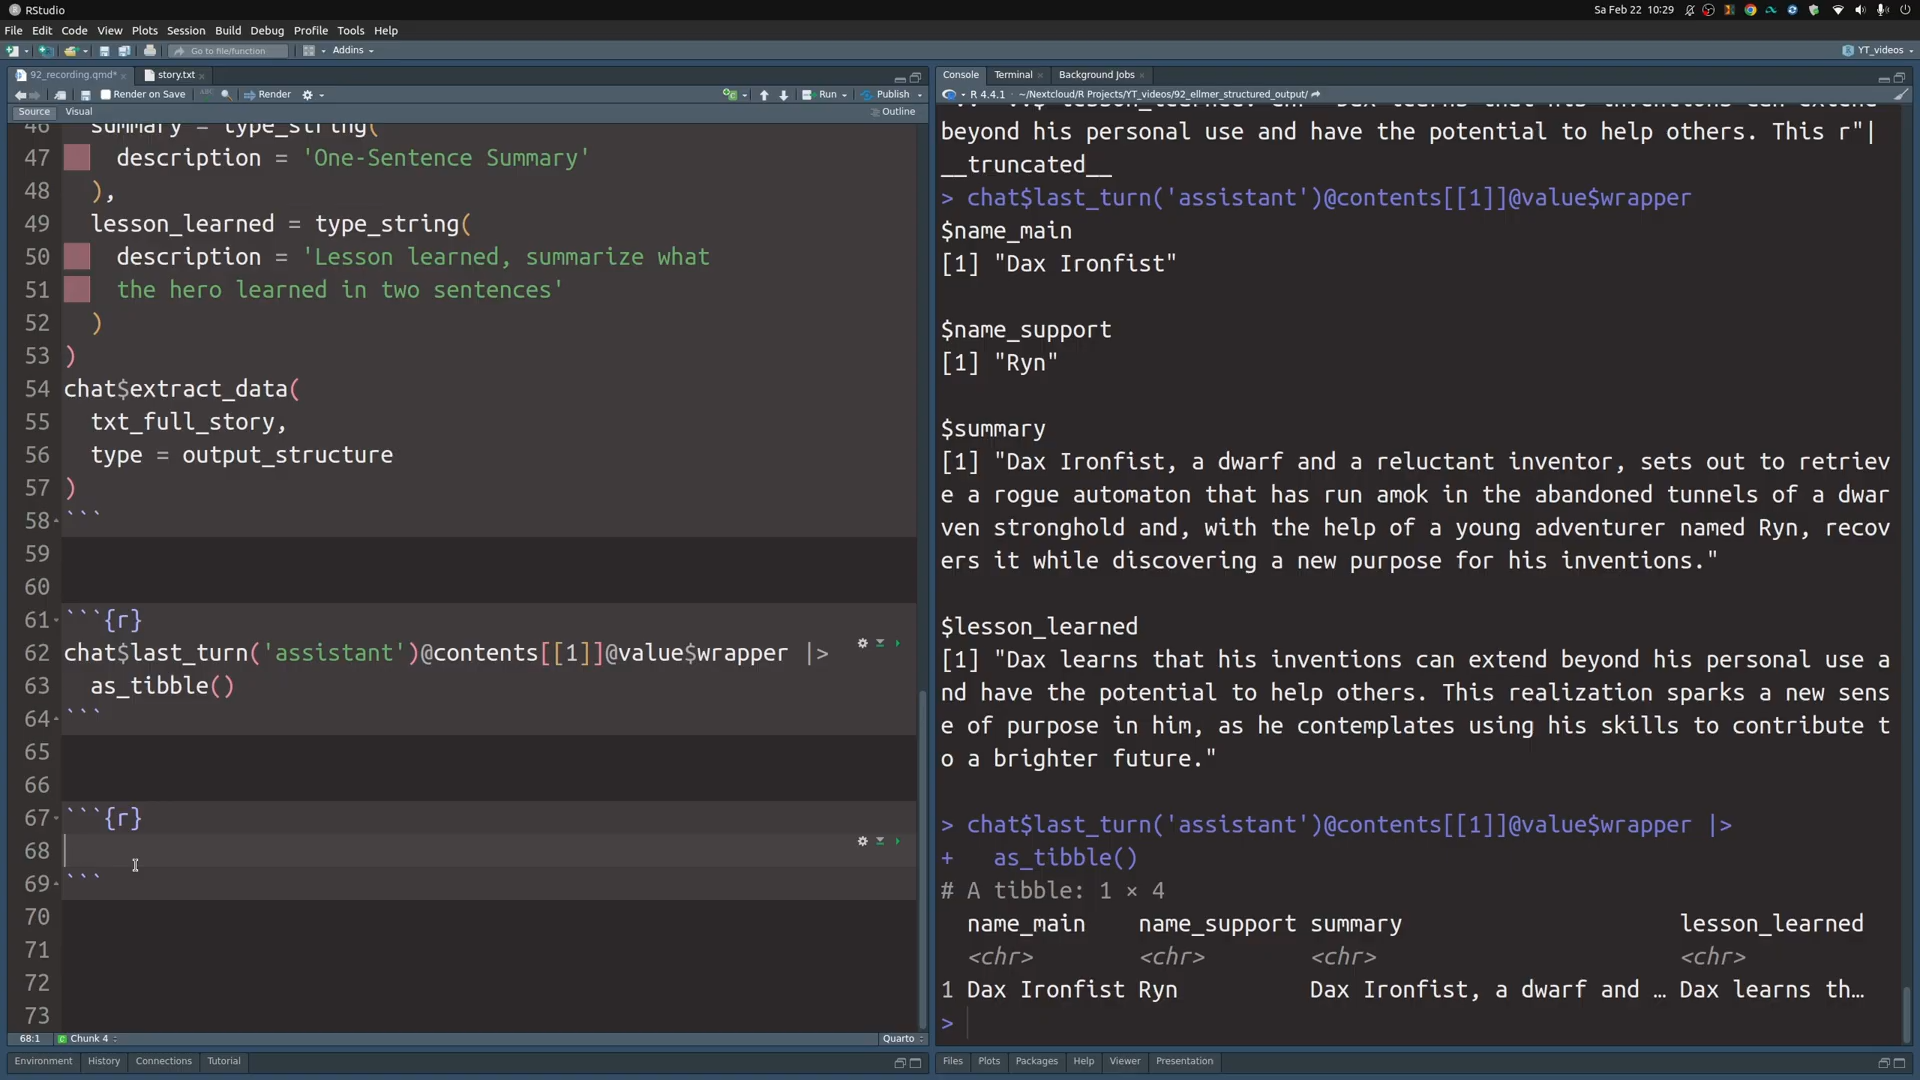 RStudio
Sa Feb 22 10:29
File Edit Code View Plots Session Build Debug Profile Tools Help
Go to file/function Addins YT_videos
92_recording.qmd* story.txt
Render on Save Render Run Publish
Source Visual Outline
46 summary = type_string(
47 description = 'One-Sentence Summary'
48 ),
49 lesson_learned = type_string(
50 description = 'Lesson learned, summarize what
51 the hero learned in two sentences'
52 )
53 )
54 chat$extract_data(
55 txt_full_story,
56 type = output_structure
57 )
58 ```
59
60
61 ```{r}
62 chat$last_turn('assistant')@contents[[1]]@value$wrapper |>
63 as_tibble()
64 ```
65
66
67 ```{r}
68
69 ```
70
71
72
73
68:1 Chunk 4 Quarto
Environment History Connections Tutorial
Console Terminal Background Jobs
R 4.4.1 · ~/Nextcloud/R Projects/YT_videos/92_ellmer_structured_output/
beyond his personal use and have the potential to help others. This r"|
__truncated__
> chat$last_turn('assistant')@contents[[1]]@value$wrapper
$name_main
[1] "Dax Ironfist"
$name_support
[1] "Ryn"
$summary
[1] "Dax Ironfist, a dwarf and a reluctant inventor, sets out to retriev
e a rogue automaton that has run amok in the abandoned tunnels of a dwar
ven stronghold and, with the help of a young adventurer named Ryn, recov
ers it while discovering a new purpose for his inventions."
$lesson_learned
[1] "Dax learns that his inventions can extend beyond his personal use a
nd have the potential to help others. This realization sparks a new sens
e of purpose in him, as he contemplates using his skills to contribute t
o a brighter future."
> chat$last_turn('assistant')@contents[[1]]@value$wrapper |>
+ as_tibble()
# A tibble: 1 × 4
name_main name_support summary lesson_learned
<chr> <chr> <chr> <chr>
1 Dax Ironfist Ryn Dax Ironfist, a dwarf and … Dax learns th…
>
Files Plots Packages Help Viewer Presentation